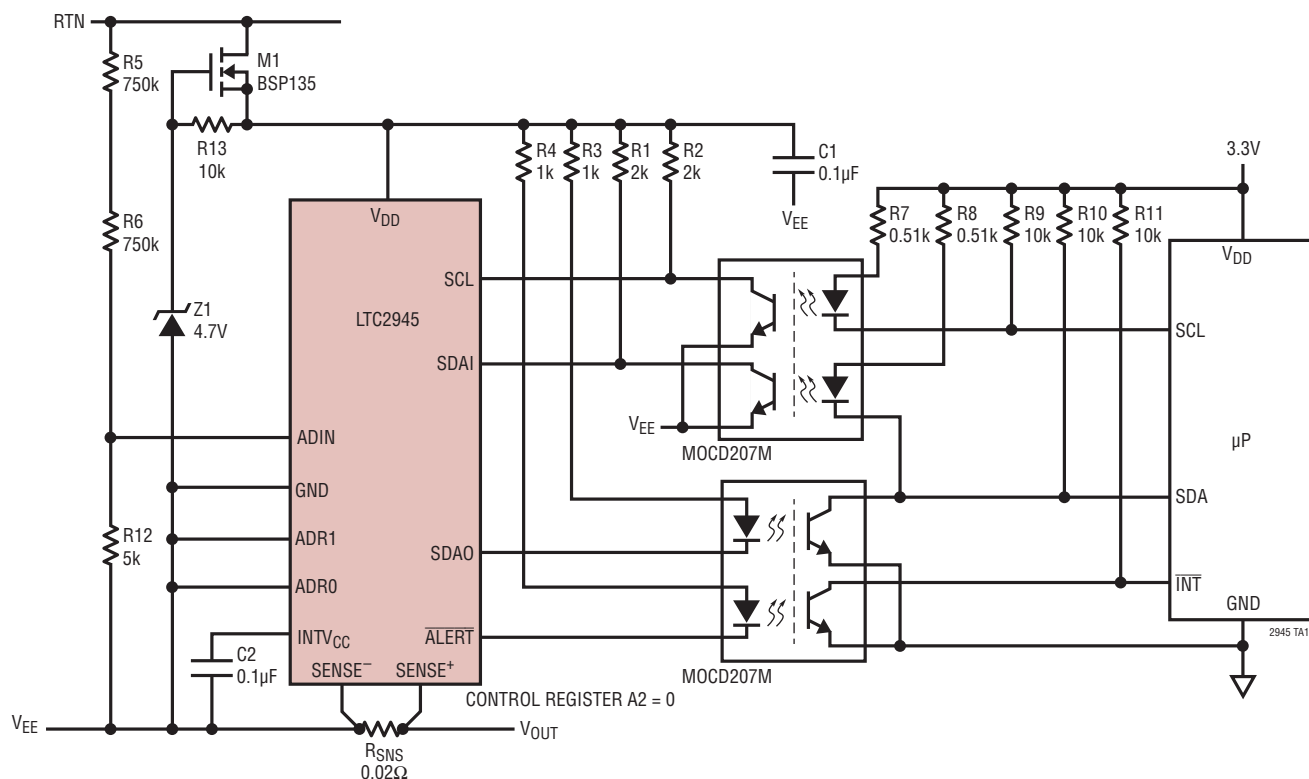 RTN
R5
750k
M1
BSP135
R13
10k
R4
1k
R3
1k
R1
2k
R2
2k
C1
0.1µF
VEE
3.3V
R7
0.51k
R8
0.51k
R9
10k
R10
10k
R11
10k
R6
750k
VDD
VDD
SCL
LTC2945
SCL
Z1
4.7V
SDAI
VEE
µP
ADIN
MOCD207M
GND
SDA
R12
5k
ADR1
SDAO
ADR0
INT
GND
INTVCC
ALERT
2945 TA1
C2
0.1µF
SENSE–
SENSE+
MOCD207M
CONTROL REGISTER A2 = 0
VEE
VOUT
RSNS
0.02Ω